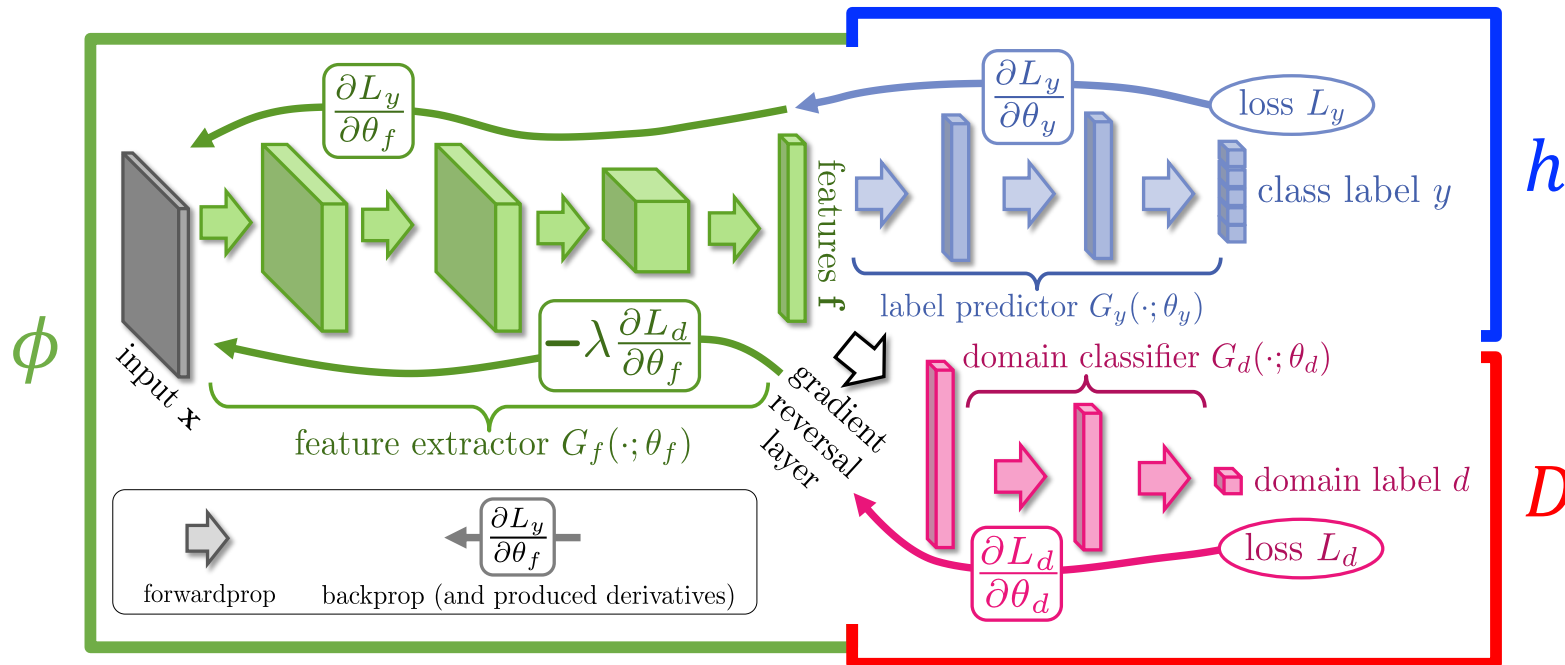 ∂L_y
∂θ_f
∂L_y
∂θ_y
loss L_y
h
features f
class label y
label predictor G_y(·; θ_y)
ϕ
input x
−λ ∂L_d
∂θ_f
gradient
reversal
layer
feature extractor G_f(·; θ_f)
domain classifier G_d(·; θ_d)
domain label d
D
loss L_d
∂L_d
∂θ_d
∂L_y
∂θ_f
forwardprop
backprop (and produced derivatives)